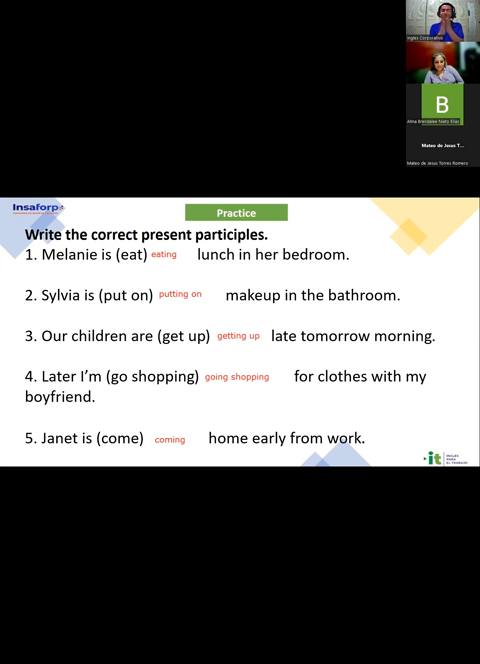 Ingles Corporativo
B
Alma Brendalee Nieto Elias
Mateo de Jesus T...
Mateo de Jesus Torres Romero
Insaforp
Practice
Write the correct present participles.
1. Melanie is (eat) eating lunch in her bedroom.
2. Sylvia is (put on) putting on makeup in the bathroom.
3. Our children are (get up) getting up late tomorrow morning.
4. Later I’m (go shopping) going shopping for clothes with my
boyfriend.
5. Janet is (come) coming home early from work.
it INGLÉS
PARA
EL TRABAJO